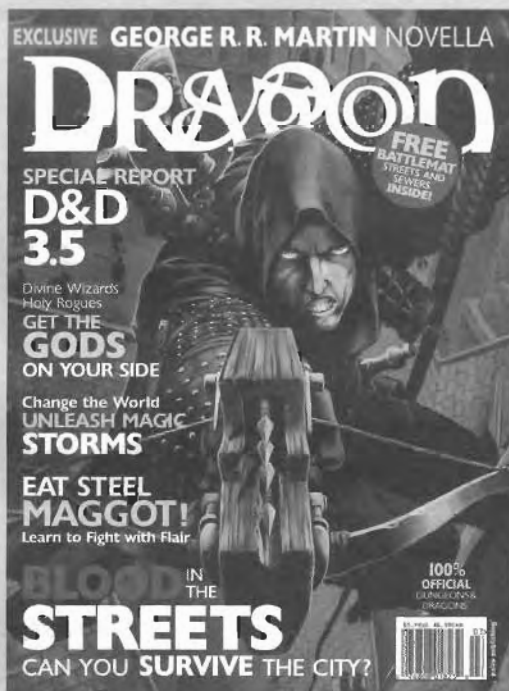 EXCLUSIVE GEORGE R. R. MARTIN NOVELLA
DRAGON
FREE
BATTLEMAT
STREETS AND
SEWERS
INSIDE!
SPECIAL REPORT
D&D
3.5
Divine Wizards
Holy Rogues
GET THE
GODS
ON YOUR SIDE
Change the World
UNLEASH MAGIC
STORMS
EAT STEEL
MAGGOT!
Learn to Fight with Flair
BLOOD IN
THE
STREETS
CAN YOU SURVIVE THE CITY?
100%
OFFICIAL
DUNGEONS &
DRAGONS